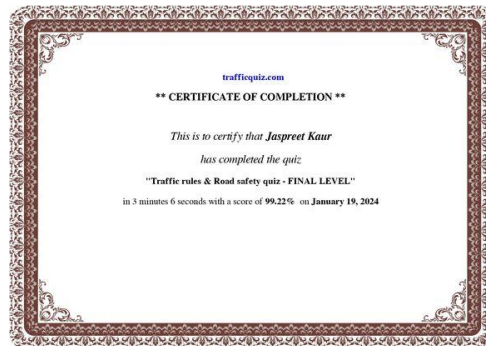 trafficquiz.com
** CERTIFICATE OF COMPLETION **
This is to certify that Jaspreet Kaur
has completed the quiz
"Traffic rules & Road safety quiz - FINAL LEVEL"
in 3 minutes 6 seconds with a score of 99.22% on January 19, 2024